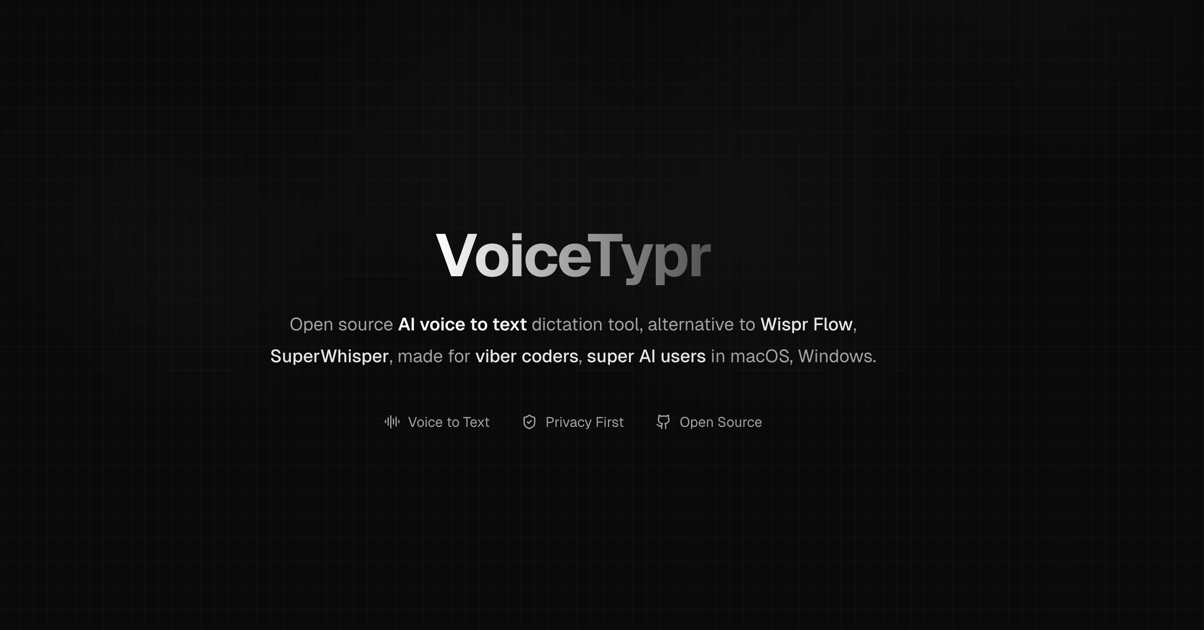 VoiceTypr
Open source AI voice to text dictation tool, alternative to Wispr Flow,
SuperWhisper, made for viber coders, super AI users in macOS, Windows.
Voice to Text Privacy First Open Source